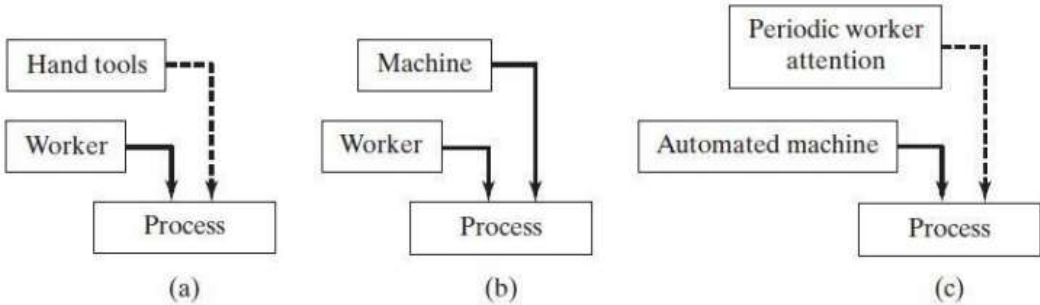 Hand tools
Worker
Process
(a)
Machine
Worker
Process
(b)
Periodic worker
attention
Automated machine
Process
(c)